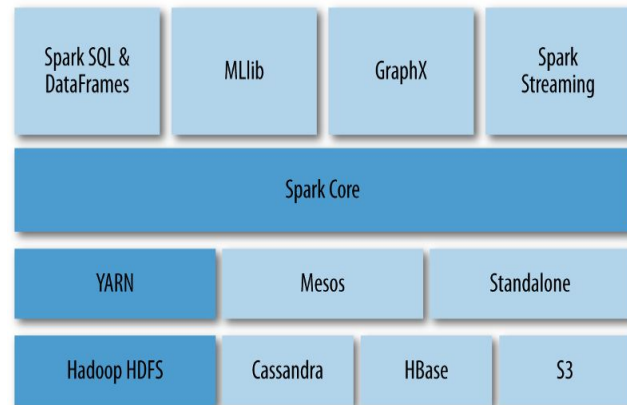 Spark SQL &
DataFrames
MLlib
GraphX
Spark
Streaming
Spark Core
YARN
Mesos
Standalone
Hadoop HDFS
Cassandra
HBase
S3